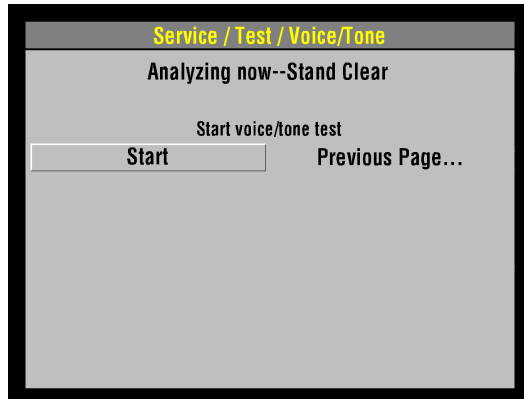 Service / Test / Voice/Tone
Analyzing now--Stand Clear
Start voice/tone test
Start Previous Page...